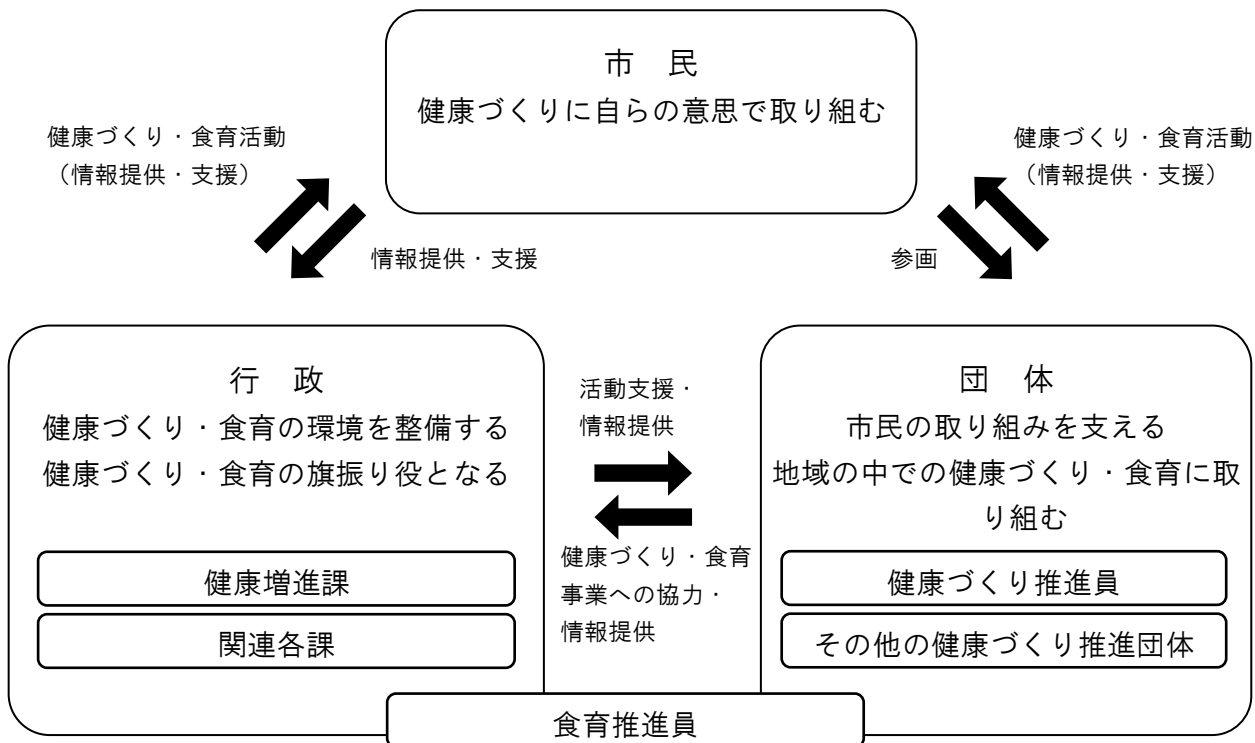 市　民
健康づくりに自らの意思で取り組む
健康づくり・食育活動
（情報提供・支援）
健康づくり・食育活動
（情報提供・支援）
情報提供・支援
参画
行　政
健康づくり・食育の環境を整備する
健康づくり・食育の旗振り役となる
健康増進課
関連各課
活動支援・
情報提供
健康づくり・食育
事業への協力・
情報提供
団　体
市民の取り組みを支える
地域の中での健康づくり・食育に取
り組む
健康づくり推進員
その他の健康づくり推進団体
食育推進員